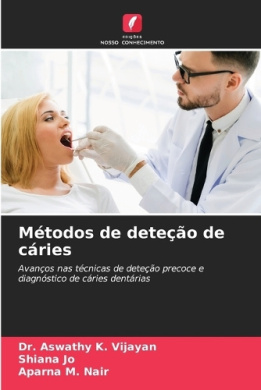 edições
NOSSO CONHECIMENTO
Métodos de deteção de
cáries
Avanços nas técnicas de deteção precoce e
diagnóstico de cáries dentárias
Dr. Aswathy K. Vijayan
Shiana Jo
Aparna M. Nair